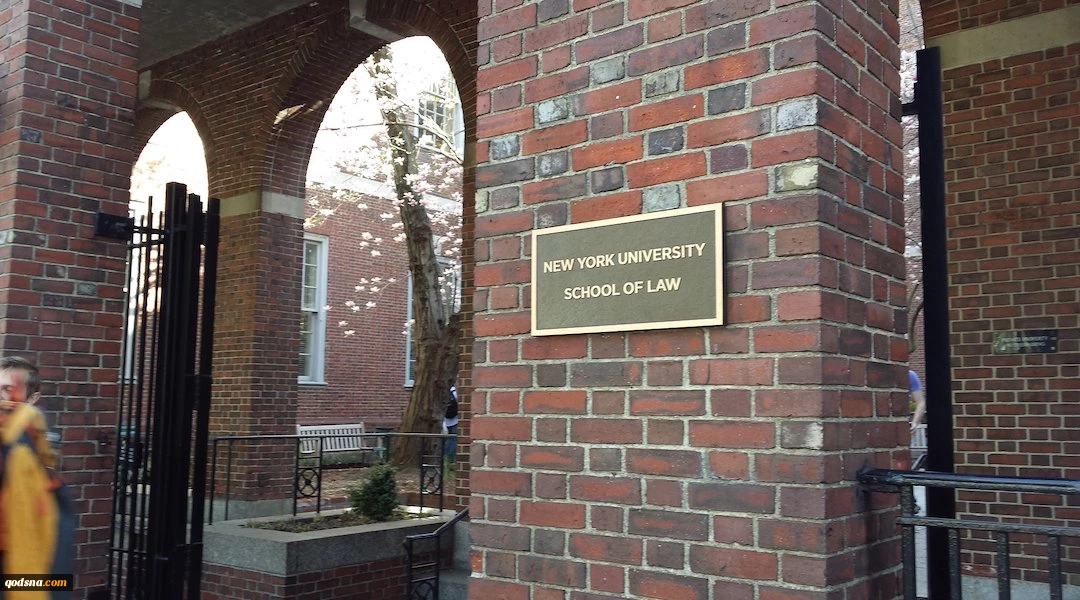 NEW YORK UNIVERSITY
SCHOOL OF LAW
qodsna.com